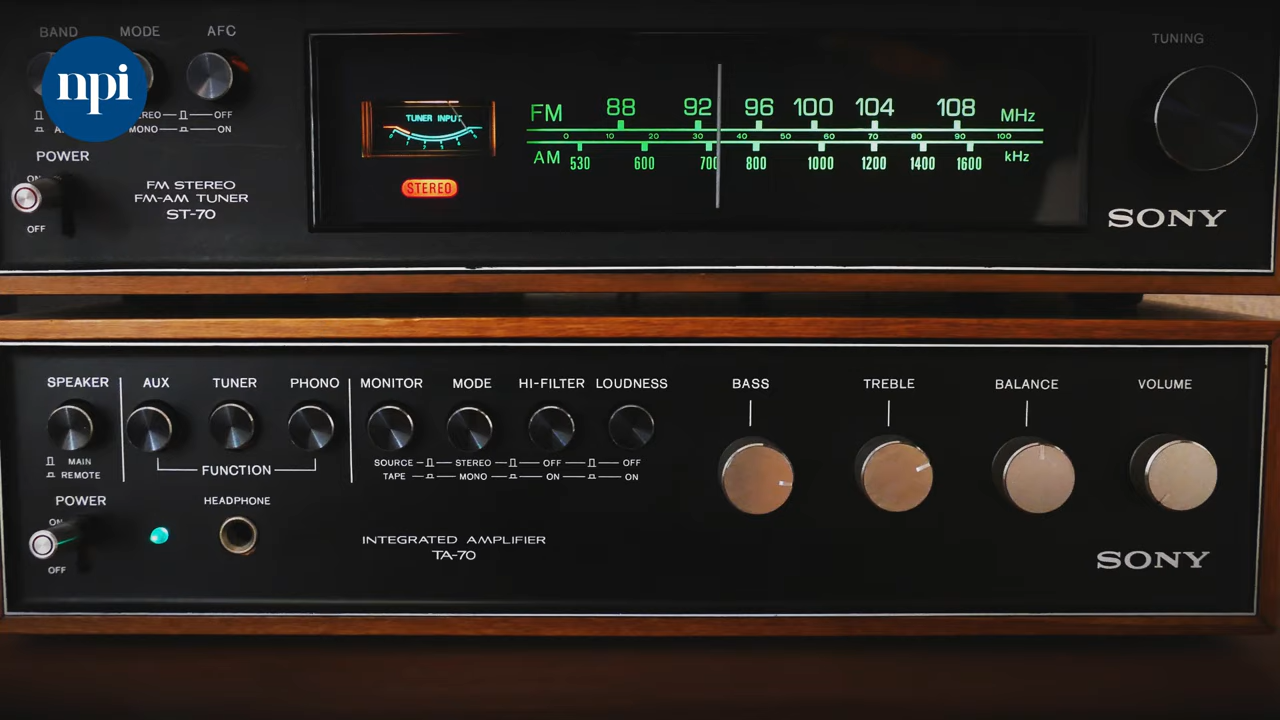 BAND MODE AFC TUNING
npi
OFF
MONO ON
POWER
ON
OFF
FM STEREO
FM-AM TUNER
ST-70
TUNER INPUT
STEREO
FM 88 92 96 100 104 108 MHz
0 10 20 30 40 50 60 70 80 90 100
AM 530 600 700 800 1000 1200 1400 1600 kHz
SONY
SPEAKER AUX TUNER PHONO MONITOR MODE HI-FILTER LOUDNESS BASS TREBLE BALANCE VOLUME
MAIN
REMOTE
FUNCTION
SOURCE STEREO OFF OFF
TAPE MONO ON ON
POWER
ON
OFF
HEADPHONE
INTEGRATED AMPLIFIER
TA-70
SONY